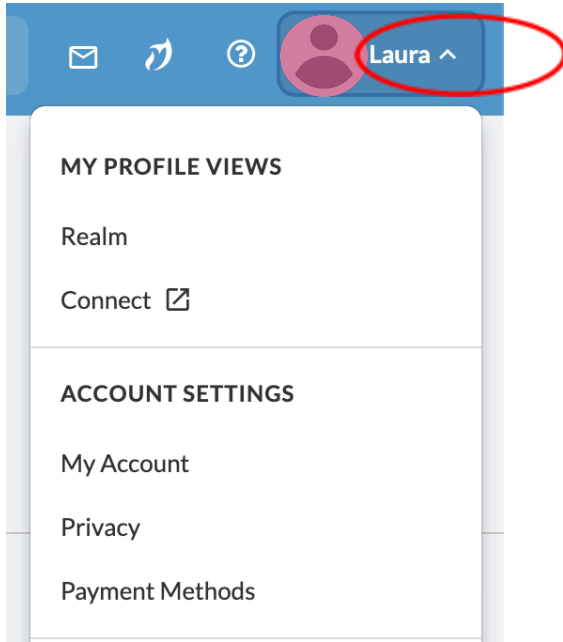 Laura
MY PROFILE VIEWS
Realm
Connect
ACCOUNT SETTINGS
My Account
Privacy
Payment Methods